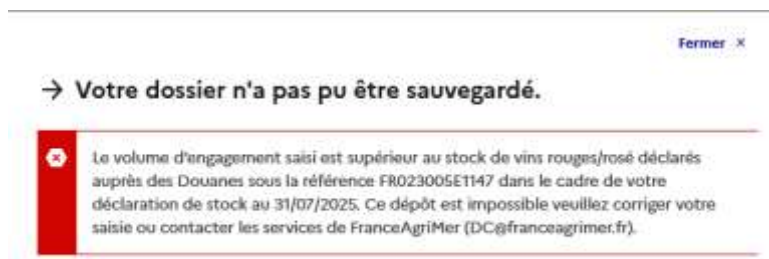 Fermer ×
→ Votre dossier n'a pas pu être sauvegardé.
Le volume d'engagement saisi est supérieur au stock de vins rouges/rosé déclarés
auprès des Douanes sous la référence FR023005E1147 dans le cadre de votre
déclaration de stock au 31/07/2025. Ce dépôt est impossible veuillez corriger votre
saisie ou contacter les services de FranceAgriMer (DC@franceagrimer.fr).